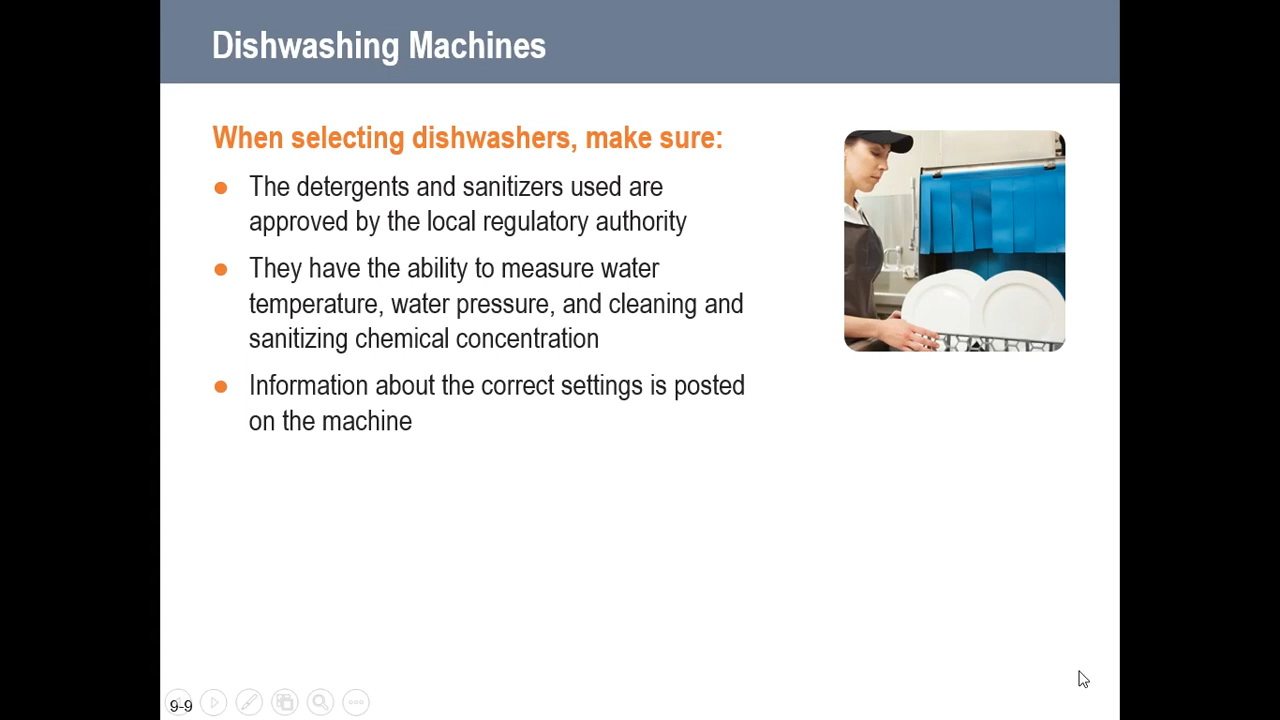 Dishwashing Machines
When selecting dishwashers, make sure:
● The detergents and sanitizers used are
approved by the local regulatory authority
● They have the ability to measure water
temperature, water pressure, and cleaning and
sanitizing chemical concentration
● Information about the correct settings is posted
on the machine
9-9